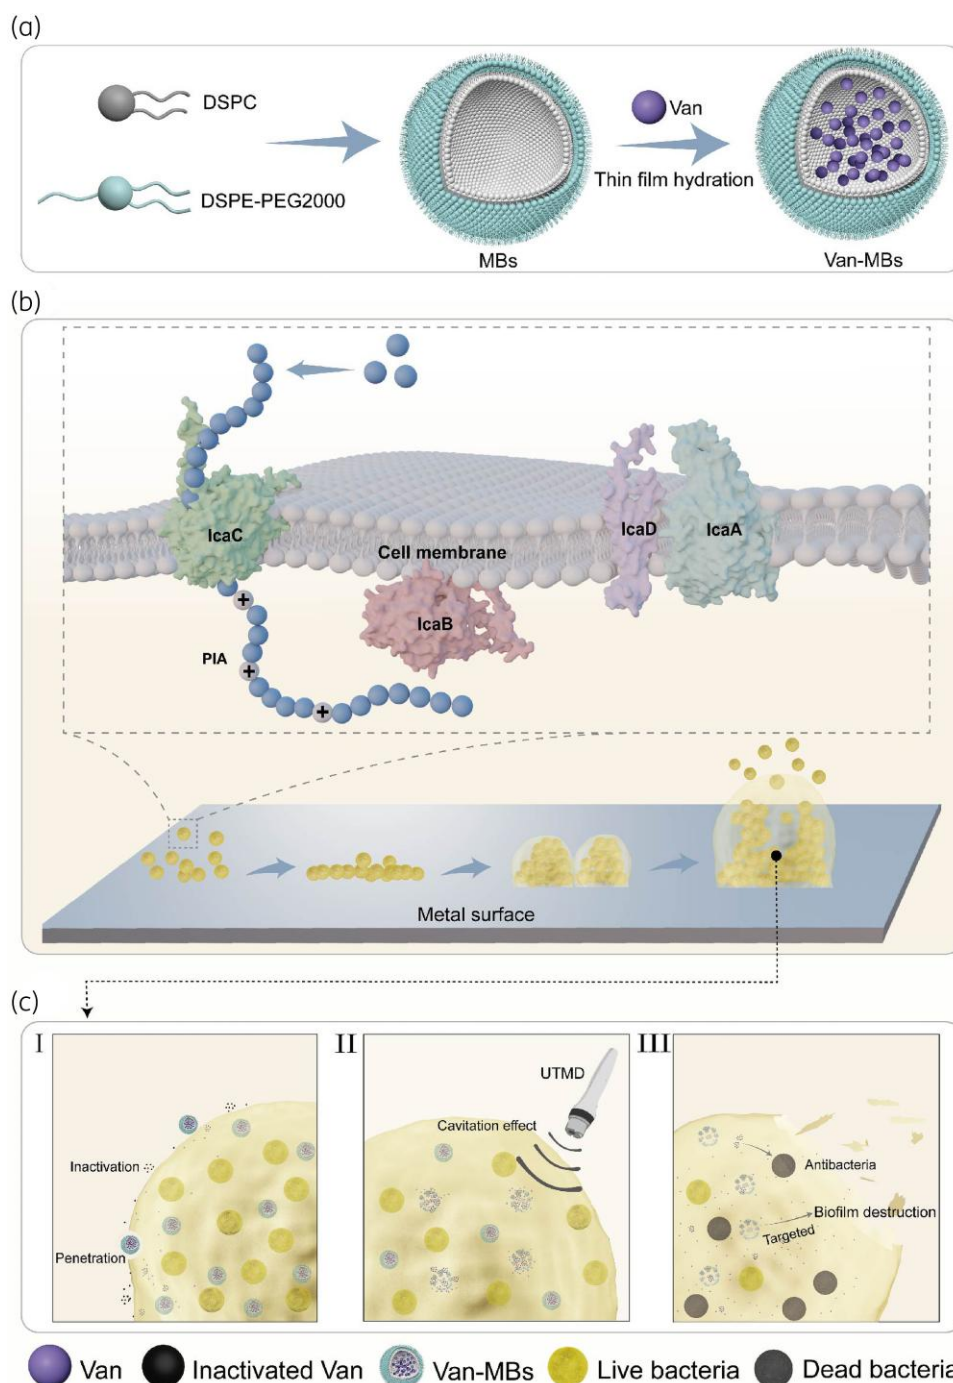 (a)
DSPC
DSPE-PEG2000
MBs
Van
Thin film hydration
Van-MBs
(b)
IcaC
Cell membrane
IcaD
IcaA
IcaB
PIA
+
+
+
Metal surface
(c)
I
Inactivation
Penetration
II
UTMD
Cavitation effect
III
Antibacteria
Biofilm destruction
Targeted
Van
Inactivated Van
Van-MBs
Live bacteria
Dead bacteria